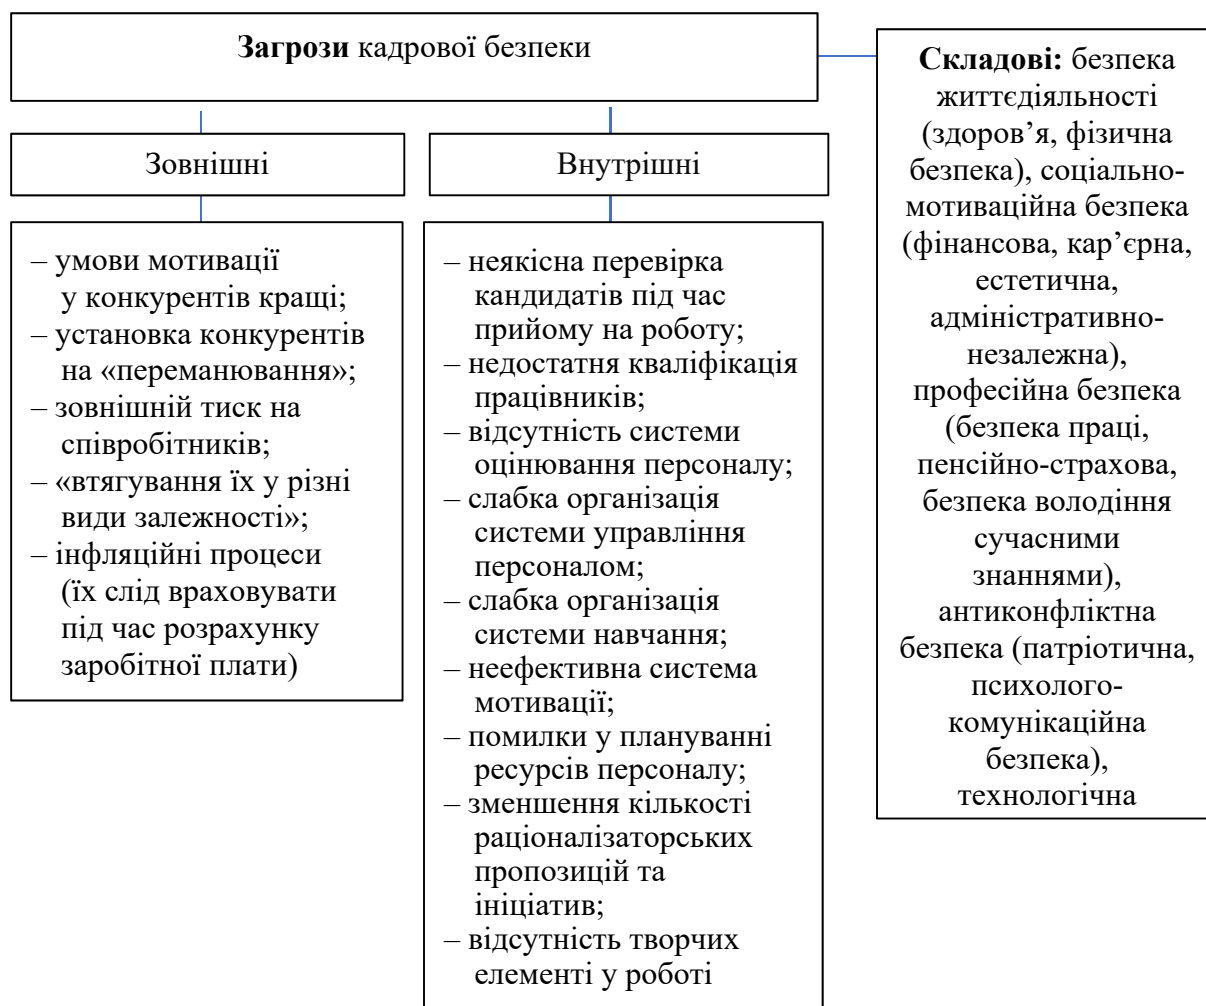 Загрози кадрової безпеки
Зовнішні
– умови мотивації
у конкурентів кращі;
– установка конкурентів
на «переманювання»;
– зовнішній тиск на
співробітників;
– «втягування їх у різні
види залежності»;
– інфляційні процеси
(їх слід враховувати
під час розрахунку
заробітної плати)
Внутрішні
– неякісна перевірка
кандидатів під час
прийому на роботу;
– недостатня кваліфікація
працівників;
– відсутність системи
оцінювання персоналу;
– слабка організація
системи управління
персоналом;
– слабка організація
системи навчання;
– неефективна система
мотивації;
– помилки у плануванні
ресурсів персоналу;
– зменшення кількості
раціоналізаторських
пропозицій та
ініціатив;
– відсутність творчих
елементі у роботі
Складові: безпека
життєдіяльності
(здоров’я, фізична
безпека), соціально-
мотиваційна безпека
(фінансова, кар’єрна,
естетична,
адміністративно-
незалежна),
професійна безпека
(безпека праці,
пенсійно-страхова,
безпека володіння
сучасними
знаннями),
антиконфліктна
безпека (патріотична,
психолого-
комунікаційна
безпека),
технологічна